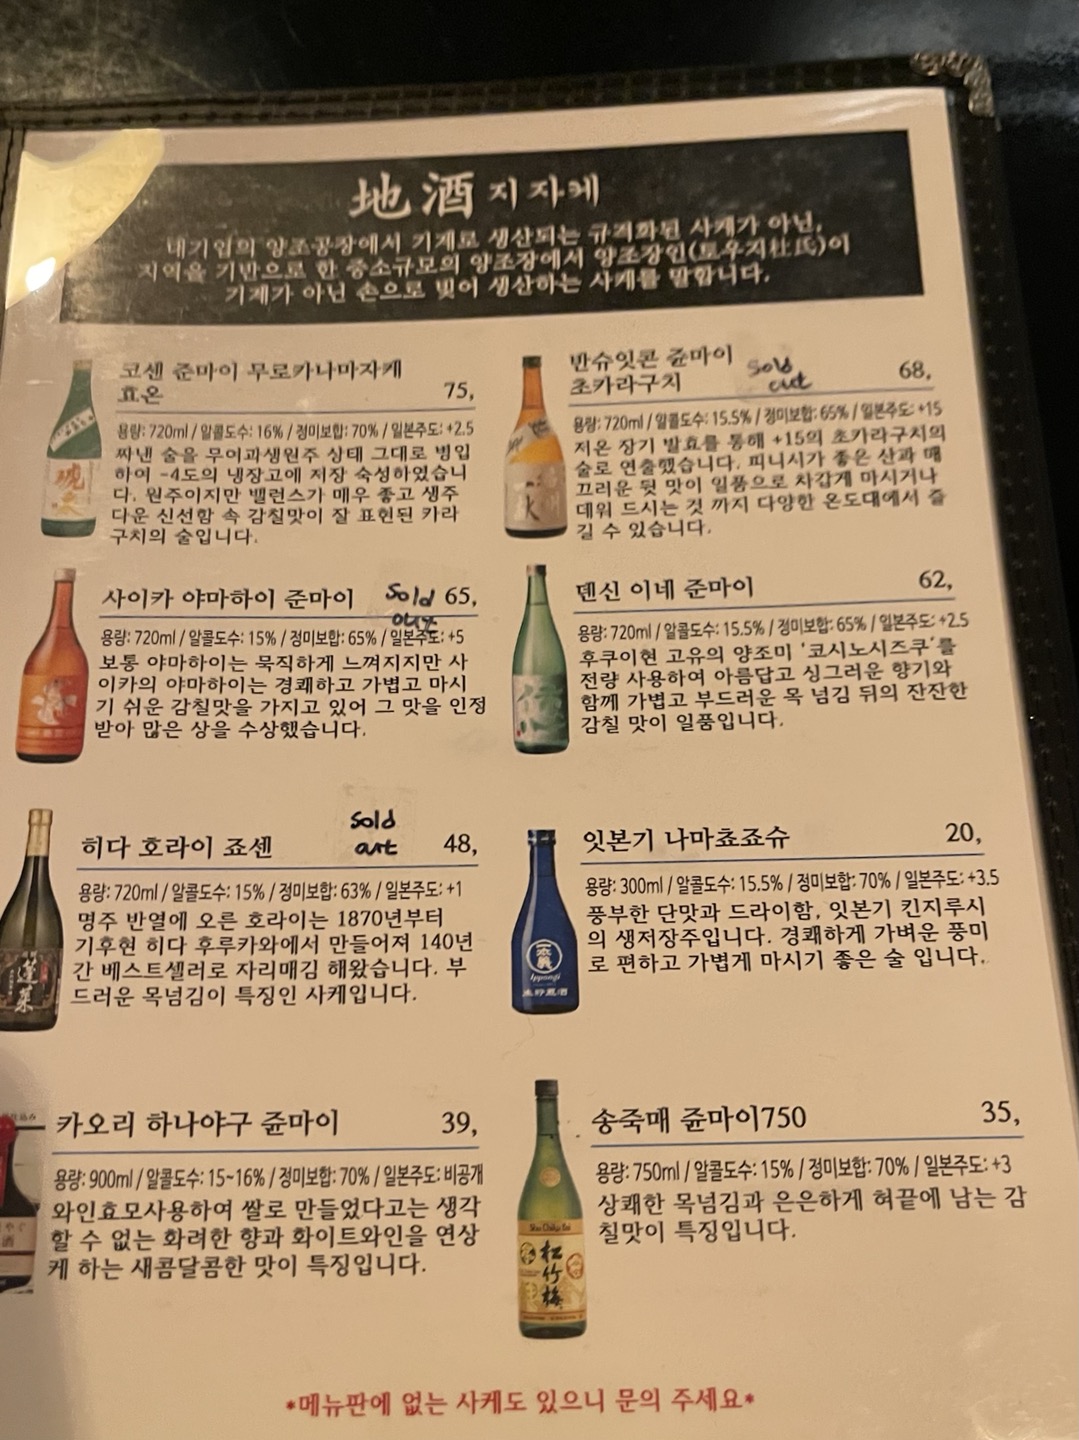 地酒 지자케
대기업의 양조공장에서 기계로 생산되는 규격화된 사케가 아닌,
지역을 기반으로 한 중소규모의 양조장에서 양조장인(토우지杜氏)이
기계가 아닌 손으로 빚어 생산하는 사케를 말합니다.
코센 준마이 무로카나마자캐
효온 75,
용량: 720ml / 알콜도수: 16% / 정미보합: 70% / 일본주도: +2.5
짜낸 술을 무이과생원주 상태 그대로 병입
하여 -4도의 냉장고에 저장 숙성하였습니
다. 원주이지만 밸런스가 매우 좋고 생주
다운 신선함 속 감칠맛이 잘 표현된 카라
구치의 술입니다.
반슈잇콘 쥰마이
초카라구치 sold out 68,
용량: 720ml / 알콜도수: 15.5% / 정미보합: 65% / 일본주도: +15
저온 장기 발효를 통해 +15의 초카라구치의
술로 연출했습니다. 피니시가 좋은 산과 매
끄러운 뒷 맛이 일품으로 차갑게 마시거나
데워 드시는 것 까지 다양한 온도대에서 즐
길 수 있습니다.
사이카 야마하이 준마이 Sold out 65,
용량: 720ml / 알콜도수: 15% / 정미보합: 65% / 일본주도: +5
보통 야마하이는 묵직하게 느껴지지만 사
이카의 야마하이는 경쾌하고 가볍고 마시
기 쉬운 감칠맛을 가지고 있어 그 맛을 인정
받아 많은 상을 수상했습니다.
덴신 이네 준마이 62,
용량: 720ml / 알콜도수: 15.5% / 정미보합: 65% / 일본주도: +2.5
후쿠이현 고유의 양조미 '코시노시즈쿠'를
전량 사용하여 아름답고 싱그러운 향기와
함께 가볍고 부드러운 목 넘김 뒤의 잔잔한
감칠 맛이 일품입니다.
히다 호라이 죠센 sold out 48,
용량: 720ml / 알콜도수: 15% / 정미보합: 63% / 일본주도: +1
명주 반열에 오른 호라이는 1870년부터
기후현 히다 후루카와에서 만들어져 140년
간 베스트셀러로 자리매김 해왔습니다. 부
드러운 목넘김이 특징인 사케입니다.
蓬莱
잇본기 나마쵸죠슈 20,
용량: 300ml / 알콜도수: 15.5% / 정미보합: 70% / 일본주도: +3.5
풍부한 단맛과 드라이함, 잇본기 킨지루시
의 생저장주입니다. 경쾌하게 가벼운 풍미
로 편하고 가볍게 마시기 좋은 술 입니다.
一本義
Ippongi
生貯蔵酒
카오리 하나야구 쥰마이 39,
용량: 900ml / 알콜도수: 15~16% / 정미보합: 70% / 일본주도: 비공개
와인효모사용하여 쌀로 만들었다고는 생각
할 수 없는 화려한 향과 화이트와인을 연상
케 하는 새콤달콤한 맛이 특징입니다.
송죽매 쥰마이750 35,
용량: 750ml / 알콜도수: 15% / 정미보합: 70% / 일본주도: +3
상쾌한 목넘김과 은은하게 혀끝에 남는 감
칠맛이 특징입니다.
Sho Chiku Bai
松竹梅
*메뉴판에 없는 사케도 있으니 문의 주세요*